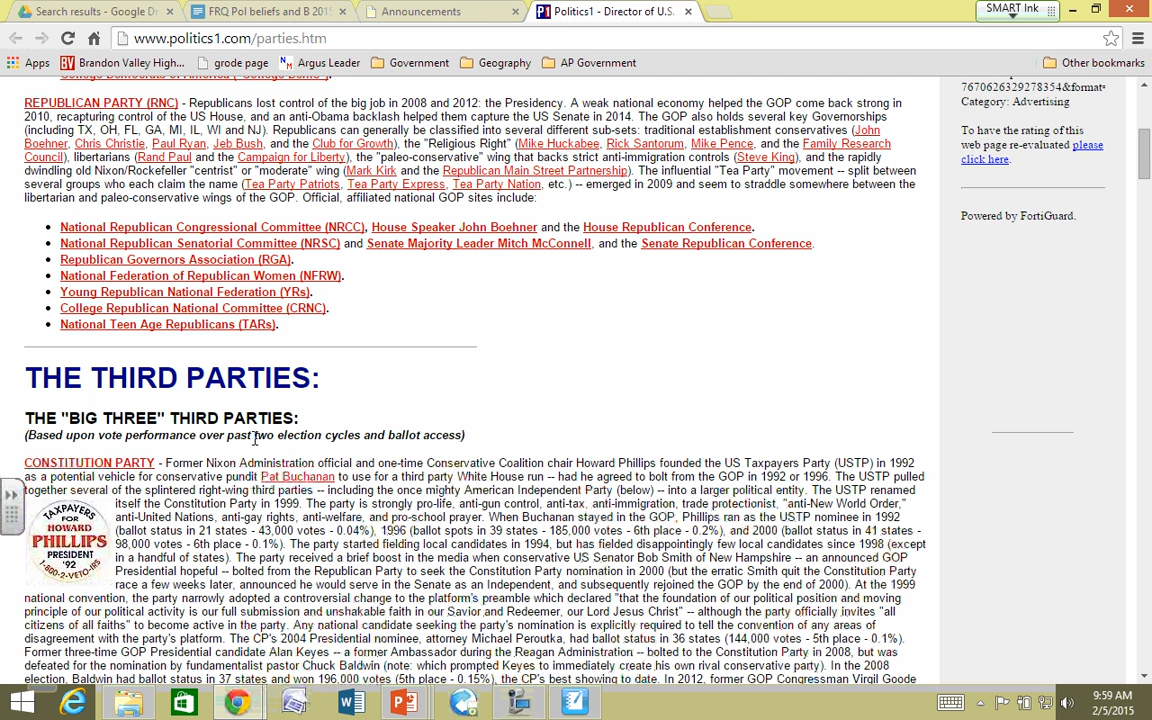 Search results - Google D
FRQ Pol beliefs and B 2015
Announcements
Politics1 - Director of U.S.
SMART Ink
www.politics1.com/parties.htm
Apps
Brandon Valley High...
grode page
Argus Leader
Government
Geography
AP Government
Other bookmarks
College Democrats of America ("College Dems").
REPUBLICAN PARTY (RNC) - Republicans lost control of the big job in 2008 and 2012: the Presidency. A weak national economy helped the GOP come back strong in
2010, recapturing control of the US House, and an anti-Obama backlash helped them capture the US Senate in 2014. The GOP also holds several key Governorships
(including TX, OH, FL, GA, MI, IL, WI and NJ). Republicans can generally be classified into several different sub-sets: traditional establishment conservatives (John
Boehner, Chris Christie, Paul Ryan, Jeb Bush, and the Club for Growth), the "Religious Right" (Mike Huckabee, Rick Santorum, Mike Pence, and the Family Research
Council), libertarians (Rand Paul and the Campaign for Liberty), the "paleo-conservative" wing that backs strict anti-immigration controls (Steve King), and the rapidly
dwindling old Nixon/Rockefeller "centrist" or "moderate" wing (Mark Kirk and the Republican Main Street Partnership). The influential "Tea Party" movement -- split between
several groups who each claim the name (Tea Party Patriots, Tea Party Express, Tea Party Nation, etc.) -- emerged in 2009 and seem to straddle somewhere between the
libertarian and paleo-conservative wings of the GOP. Official, affiliated national GOP sites include:
National Republican Congressional Committee (NRCC), House Speaker John Boehner and the House Republican Conference.
National Republican Senatorial Committee (NRSC) and Senate Majority Leader Mitch McConnell, and the Senate Republican Conference.
Republican Governors Association (RGA).
National Federation of Republican Women (NFRW).
Young Republican National Federation (YRs).
College Republican National Committee (CRNC).
National Teen Age Republicans (TARs).
THE THIRD PARTIES:
THE "BIG THREE" THIRD PARTIES:
(Based upon vote performance over past two election cycles and ballot access)
CONSTITUTION PARTY - Former Nixon Administration official and one-time Conservative Coalition chair Howard Phillips founded the US Taxpayers Party (USTP) in 1992
as a potential vehicle for conservative pundit Pat Buchanan to use for a third party White House run -- had he agreed to bolt from the GOP in 1992 or 1996. The USTP pulled
together several of the splintered right-wing third parties -- including the once mighty American Independent Party (below) -- into a larger political entity. The USTP renamed
itself the Constitution Party in 1999. The party is strongly pro-life, anti-gun control, anti-tax, anti-immigration, trade protectionist, "anti-New World Order,"
anti-United Nations, anti-gay rights, anti-welfare, and pro-school prayer. When Buchanan stayed in the GOP, Phillips ran as the USTP nominee in 1992
(ballot status in 21 states - 43,000 votes - 0.04%), 1996 (ballot spots in 39 states - 185,000 votes - 6th place - 0.2%), and 2000 (ballot status in 41 states -
98,000 votes - 6th place - 0.1%). The party started fielding local candidates in 1994, but has fielded disappointingly few local candidates since 1998 (except
in a handful of states). The party received a brief boost in the media when conservative US Senator Bob Smith of New Hampshire -- an announced GOP
Presidential hopeful -- bolted from the Republican Party to seek the Constitution Party nomination in 2000 (but the erratic Smith quit the Constitution Party
race a few weeks later, announced he would serve in the Senate as an Independent, and subsequently rejoined the GOP by the end of 2000). At the 1999
national convention, the party narrowly adopted a controversial change to the platform's preamble which declared "that the foundation of our political position and moving
principle of our political activity is our full submission and unshakable faith in our Savior and Redeemer, our Lord Jesus Christ" -- although the party officially invites "all
citizens of all faiths" to become active in the party. Any national candidate seeking the party's nomination is explicitly required to tell the convention of any areas of
disagreement with the party's platform. The CP's 2004 Presidential nominee, attorney Michael Peroutka, had ballot status in 36 states (144,000 votes - 5th place - 0.1%).
Former three-time GOP Presidential candidate Alan Keyes -- a former Ambassador during the Reagan Administration -- bolted to the Constitution Party in 2008, but was
defeated for the nomination by fundamentalist pastor Chuck Baldwin (note: which prompted Keyes to immediately create his own rival conservative party). In the 2008
election, Baldwin had ballot status in 37 states and won 196,000 votes (5th place - 0.15%), the CP's best showing to date. In 2012, former GOP Congressman Virgil Goode
TAXPAYERS
FOR
HOWARD
PHILLIPS
PRESIDENT
'92
1-800-2-VETO-IRS
7670626329278354&format=
Category: Advertising
To have the rating of this
web page re-evaluated please
click here.
Powered by FortiGuard.
9:59 AM
2/5/2015